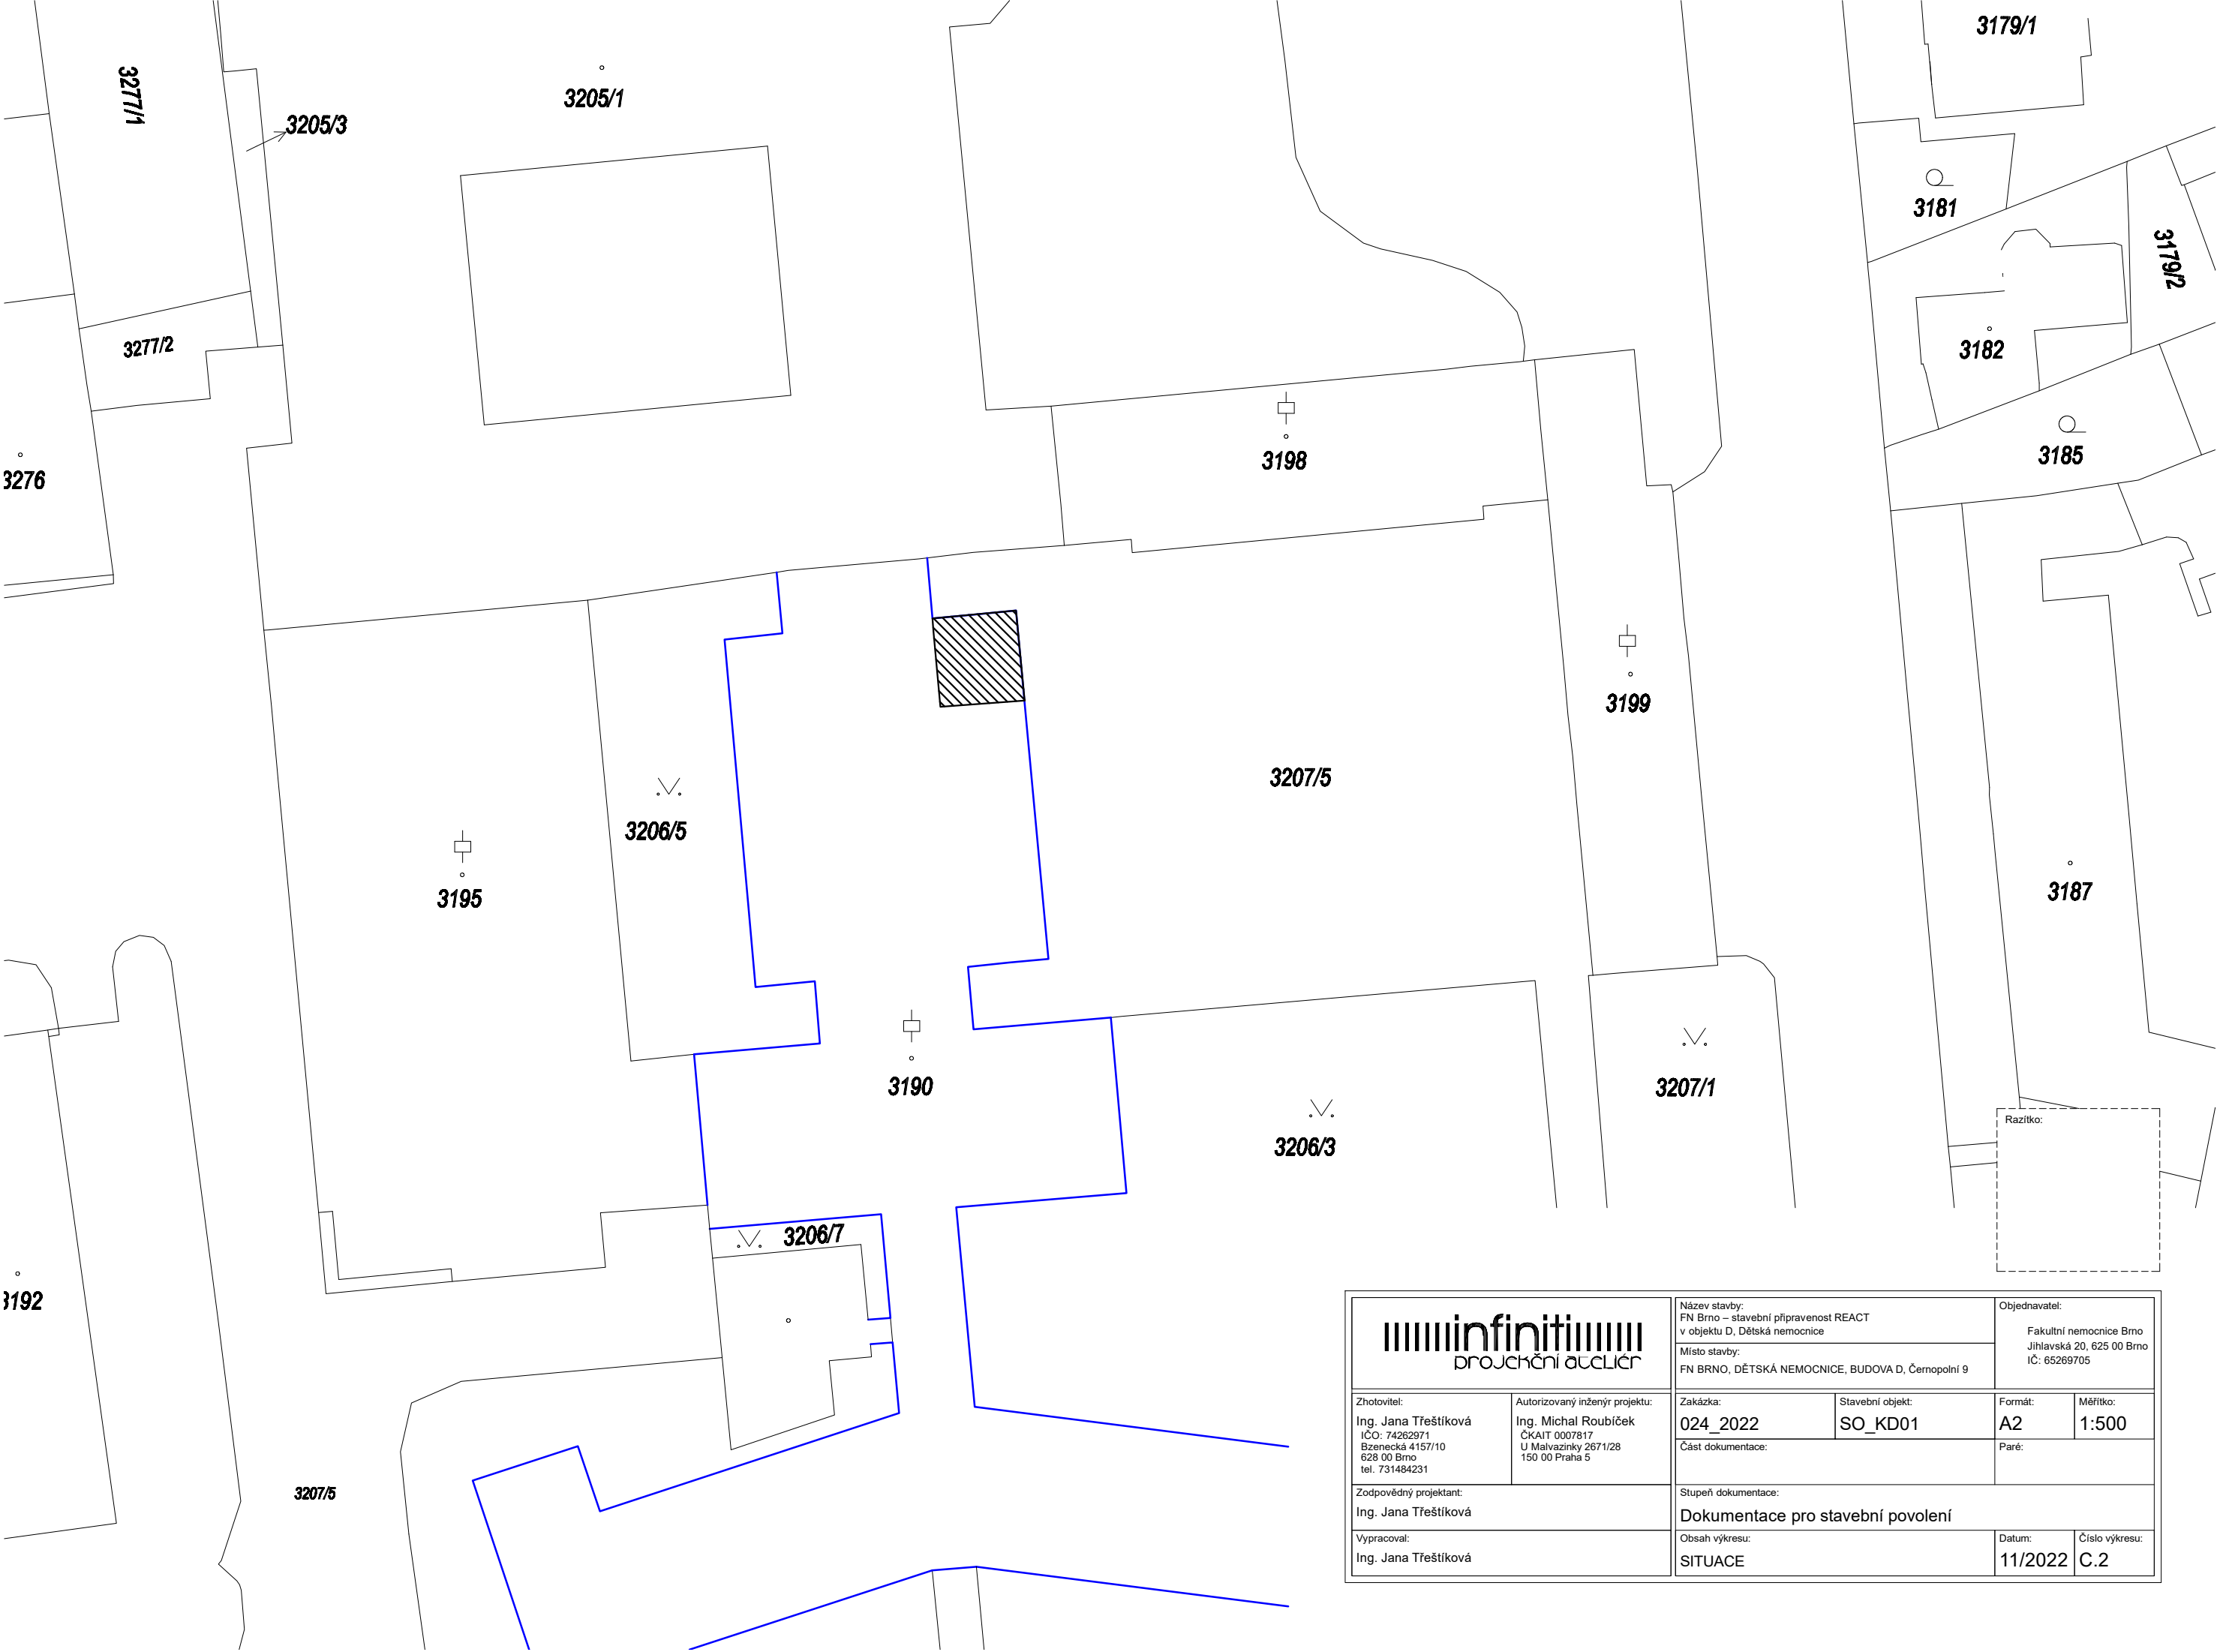 3179/1
3277/1
3205/1
3205/3
3181
3179/2
3277/2
3182
3198
3185
3276
3199
3207/5
3206/5
3187
3195
3190
3207/1
3206/3
Razítko:
3206/7
3192
3207/5
infiniti
projekční ateliér
Název stavby:
FN Brno – stavební připravenost REACT
v objektu D, Dětská nemocnice
Objednavatel:
Fakultní nemocnice Brno
Jihlavská 20, 625 00 Brno
IČ: 65269705
Místo stavby:
FN BRNO, DĚTSKÁ NEMOCNICE, BUDOVA D, Černopolní 9
Zhotovitel:
Ing. Jana Třeštíková
IČO: 74262971
Bzenecká 4157/10
628 00 Brno
tel. 731484231
Autorizovaný inženýr projektu:
Ing. Michal Roubíček
ČKAIT 0007817
U Malvazinky 2671/28
150 00 Praha 5
Zakázka:
024_2022
Stavební objekt:
SO_KD01
Formát:
A2
Měřítko:
1:500
Část dokumentace:
Paré:
Zodpovědný projektant:
Ing. Jana Třeštíková
Stupeň dokumentace:
Dokumentace pro stavební povolení
Vypracoval:
Ing. Jana Třeštíková
Obsah výkresu:
SITUACE
Datum:
11/2022
Číslo výkresu:
C.2